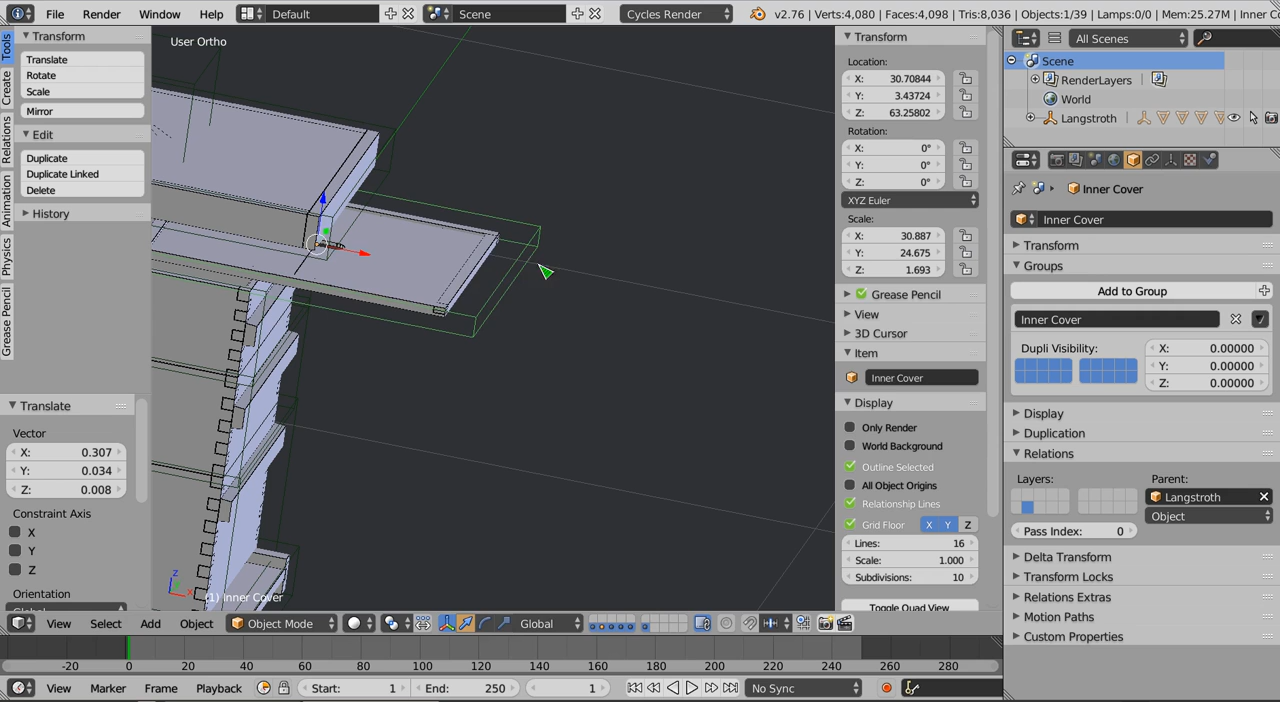 File Render Window Help Default Scene Cycles Render v2.76 | Verts:4,080 | Faces:4,098 | Tris:8,036 | Objects:1/39 | Lamps:0/0 | Mem:25.27M | Inner C
Tools
Create
Relations
Animation
Physics
Grease Pencil
Transform
Translate
Rotate
Scale
Mirror
Edit
Duplicate
Duplicate Linked
Delete
History
Translate
Vector
X: 0.307
Y: 0.034
Z: 0.008
Constraint Axis
X
Y
Z
Orientation
User Ortho
z
x
(1) Inner Cover
Transform
Location:
X: 30.70844
Y: 3.43724
Z: 63.25802
Rotation:
X: 0°
Y: 0°
Z: 0°
XYZ Euler
Scale:
X: 30.887
Y: 24.675
Z: 1.693
Grease Pencil
View
3D Cursor
Item
Inner Cover
Display
Only Render
World Background
Outline Selected
All Object Origins
Relationship Lines
Grid Floor X Y Z
Lines: 16
Scale: 1.000
Subdivisions: 10
Toggle Quad View
All Scenes
Scene
RenderLayers
World
Langstroth
Inner Cover
Inner Cover
Transform
Groups
Add to Group
Inner Cover
Dupli Visibility:
X: 0.00000
Y: 0.00000
Z: 0.00000
Display
Duplication
Relations
Layers: Parent:
Langstroth
Object
Pass Index: 0
Delta Transform
Transform Locks
Relations Extras
Motion Paths
Custom Properties
View Select Add Object Object Mode Global
-20 0 20 40 60 80 100 120 140 160 180 200 220 240 260 280
View Marker Frame Playback Start: 1 End: 250 1 No Sync